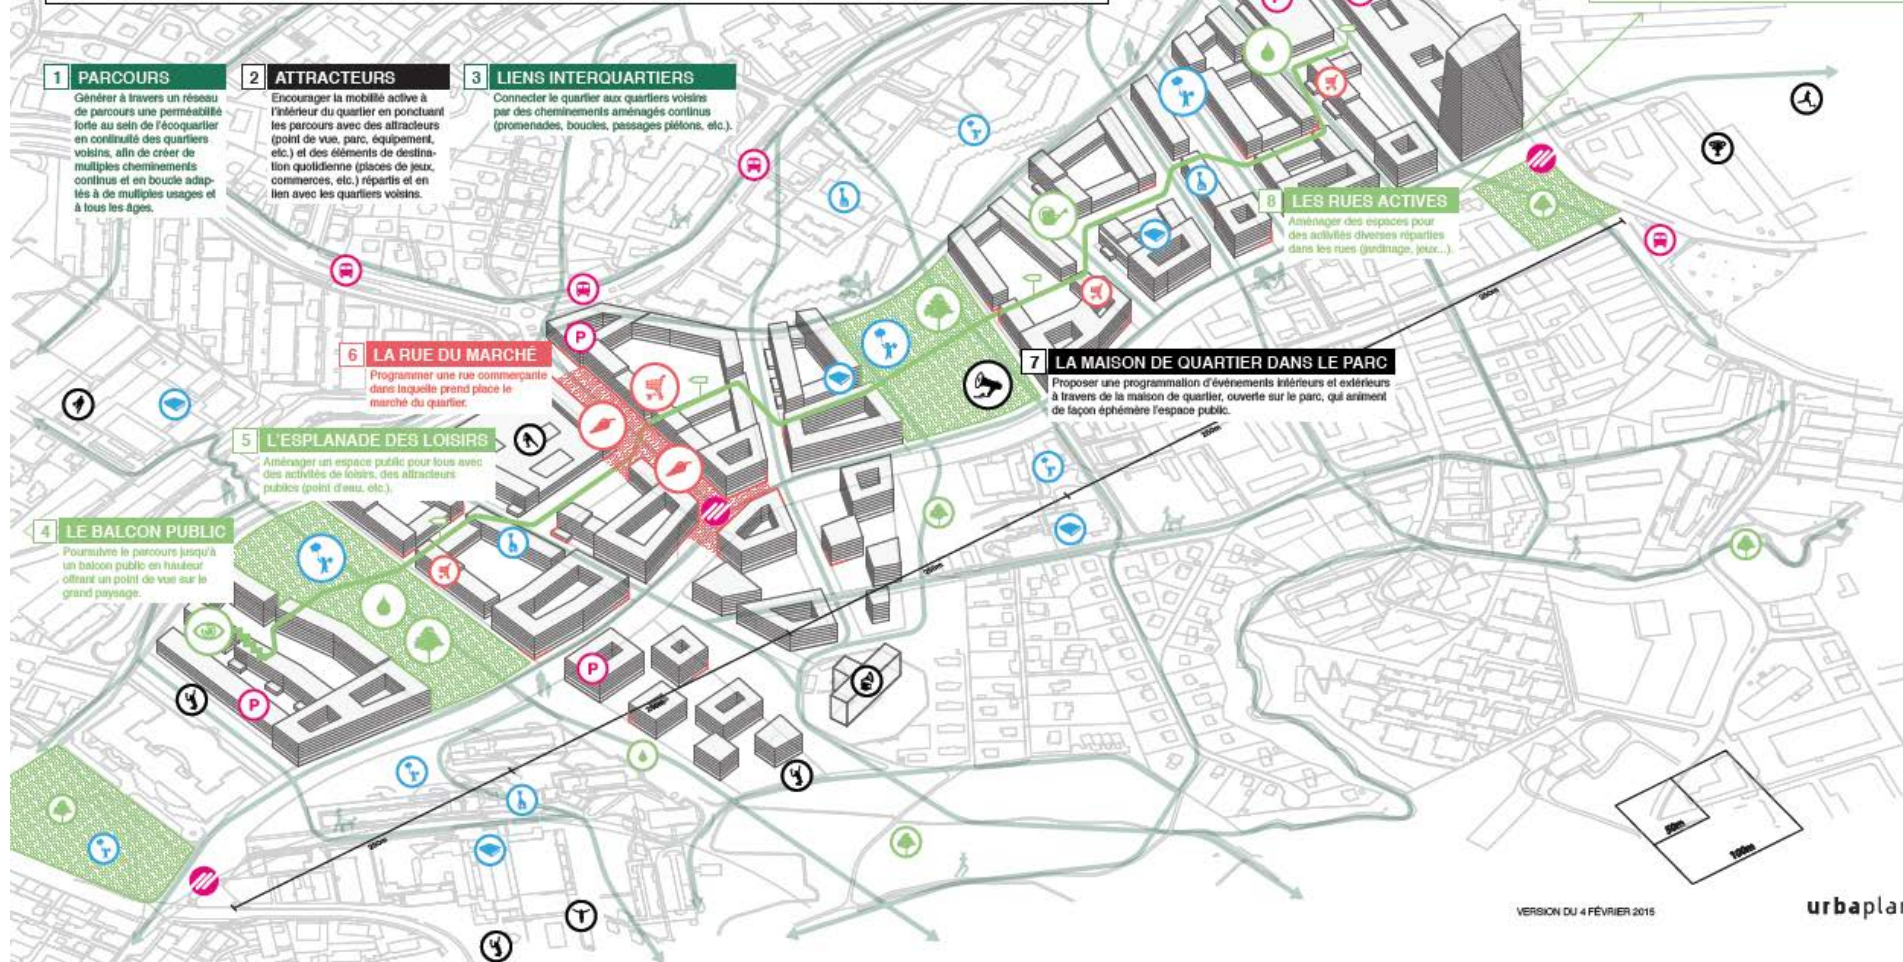 1 PARCOURS
Générer à travers un réseau
de parcours une perméabilité
forte au sein de l'écoquartier
en continuité des quartiers
voisins, afin de créer de
multiples cheminements
continus et en boucle adap-
tés à de multiples usages et
à tous les âges.
2 ATTRACTEURS
Encourager la mobilité active à
l'intérieur du quartier en ponctuant
les parcours avec des attracteurs
(point de vue, parc, équipement,
etc.) et des éléments de destina-
tion quotidienne (places de jeux,
commerces, etc.) répartis et en
lien avec les quartiers voisins.
3 LIENS INTERQUARTIERS
Connecter le quartier aux quartiers voisins
par des cheminements aménagés continus
(promenades, boucles, passages piétons, etc.).
8 LES RUES ACTIVES
Aménager des espaces pour
des activités diverses réparties
dans les rues (jardinage, jeux...).
250m
P
6 LA RUE DU MARCHÉ
Programmer une rue commerçante
dans laquelle prend place le
marché du quartier.
7 LA MAISON DE QUARTIER DANS LE PARC
Proposer une programmation d'événements intérieurs et extérieurs
à travers de la maison de quartier, ouverte sur le parc, qui animent
de façon éphémère l'espace public.
250m
5 L'ESPLANADE DES LOISIRS
Aménager un espace public pour tous avec
des activités de loisirs, des attracteurs
publics (point d'eau, etc.).
4 LE BALCON PUBLIC
Poursuivre le parcours jusqu'à
un balcon public en hauteur
offrant un point de vue sur le
grand paysage.
250m
P
P
250m
250m
50m
100m
VERSION DU 4 FÉVRIER 2015
urbaplan